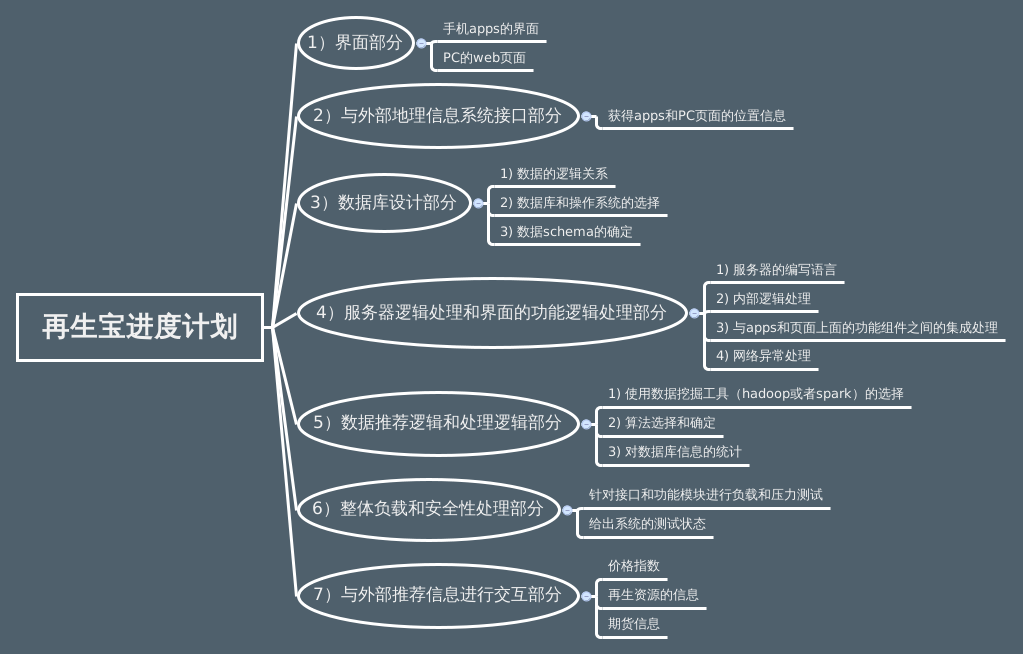 再生宝进度计划
1）界面部分
手机apps的界面
PC的web页面
2）与外部地理信息系统接口部分
获得apps和PC页面的位置信息
3）数据库设计部分
1) 数据的逻辑关系
2) 数据库和操作系统的选择
3) 数据schema的确定
4）服务器逻辑处理和界面的功能逻辑处理部分
1) 服务器的编写语言
2) 内部逻辑处理
3) 与apps和页面上面的功能组件之间的集成处理
4) 网络异常处理
5）数据推荐逻辑和处理逻辑部分
1) 使用数据挖掘工具（hadoop或者spark）的选择
2) 算法选择和确定
3) 对数据库信息的统计
6）整体负载和安全性处理部分
针对接口和功能模块进行负载和压力测试
给出系统的测试状态
7）与外部推荐信息进行交互部分
价格指数
再生资源的信息
期货信息